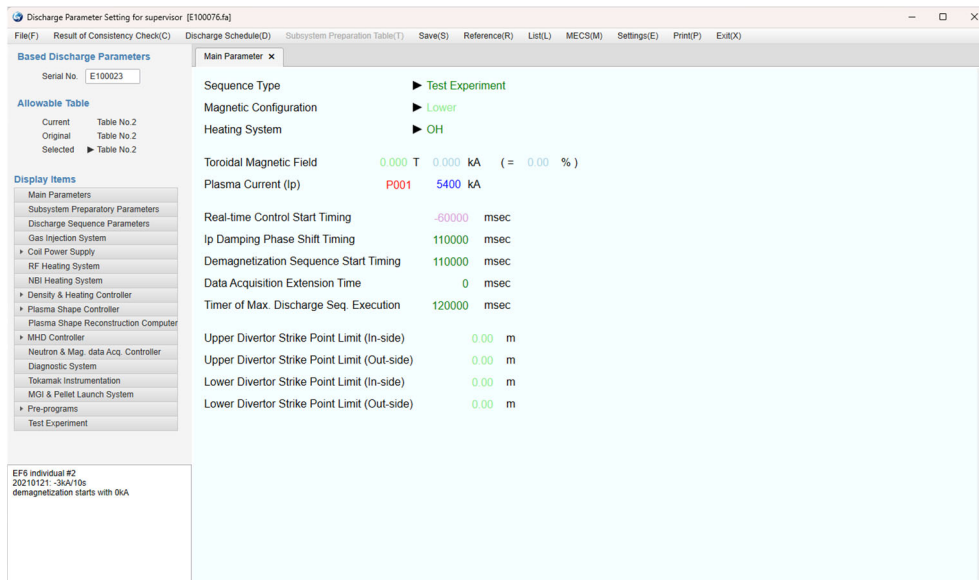 Discharge Parameter Setting for supervisor [E100076.fa]
File(F) Result of Consistency Check(C) Discharge Schedule(D) Subsystem Preparation Table(T) Save(S) Reference(R) List(L) MECS(M) Settings(E) Print(P) Exit(X)
Based Discharge Parameters
Serial No. E100023
Allowable Table
Current Table No.2
Original Table No.2
Selected ▶ Table No.2
Display Items
Main Parameters
Subsystem Preparatory Parameters
Discharge Sequence Parameters
Gas Injection System
Coil Power Supply
RF Heating System
NBI Heating System
Density & Heating Controller
Plasma Shape Controller
Plasma Shape Reconstruction Computer
MHD Controller
Neutron & Mag. data Acq. Controller
Diagnostic System
Tokamak Instrumentation
MGI & Pellet Launch System
Pre-programs
Test Experiment
EF6 individual #2
20210121: -3kA/10s
demagnetization starts with 0kA
Main Parameter ×
Sequence Type ▶ Test Experiment
Magnetic Configuration ▶ Lower
Heating System ▶ OH
Toroidal Magnetic Field 0.000 T 0.000 kA (= 0.00 %)
Plasma Current (Ip) P001 5400 kA
Real-time Control Start Timing -60000 msec
Ip Damping Phase Shift Timing 110000 msec
Demagnetization Sequence Start Timing 110000 msec
Data Acquisition Extension Time 0 msec
Timer of Max. Discharge Seq. Execution 120000 msec
Upper Divertor Strike Point Limit (In-side) 0.00 m
Upper Divertor Strike Point Limit (Out-side) 0.00 m
Lower Divertor Strike Point Limit (In-side) 0.00 m
Lower Divertor Strike Point Limit (Out-side) 0.00 m